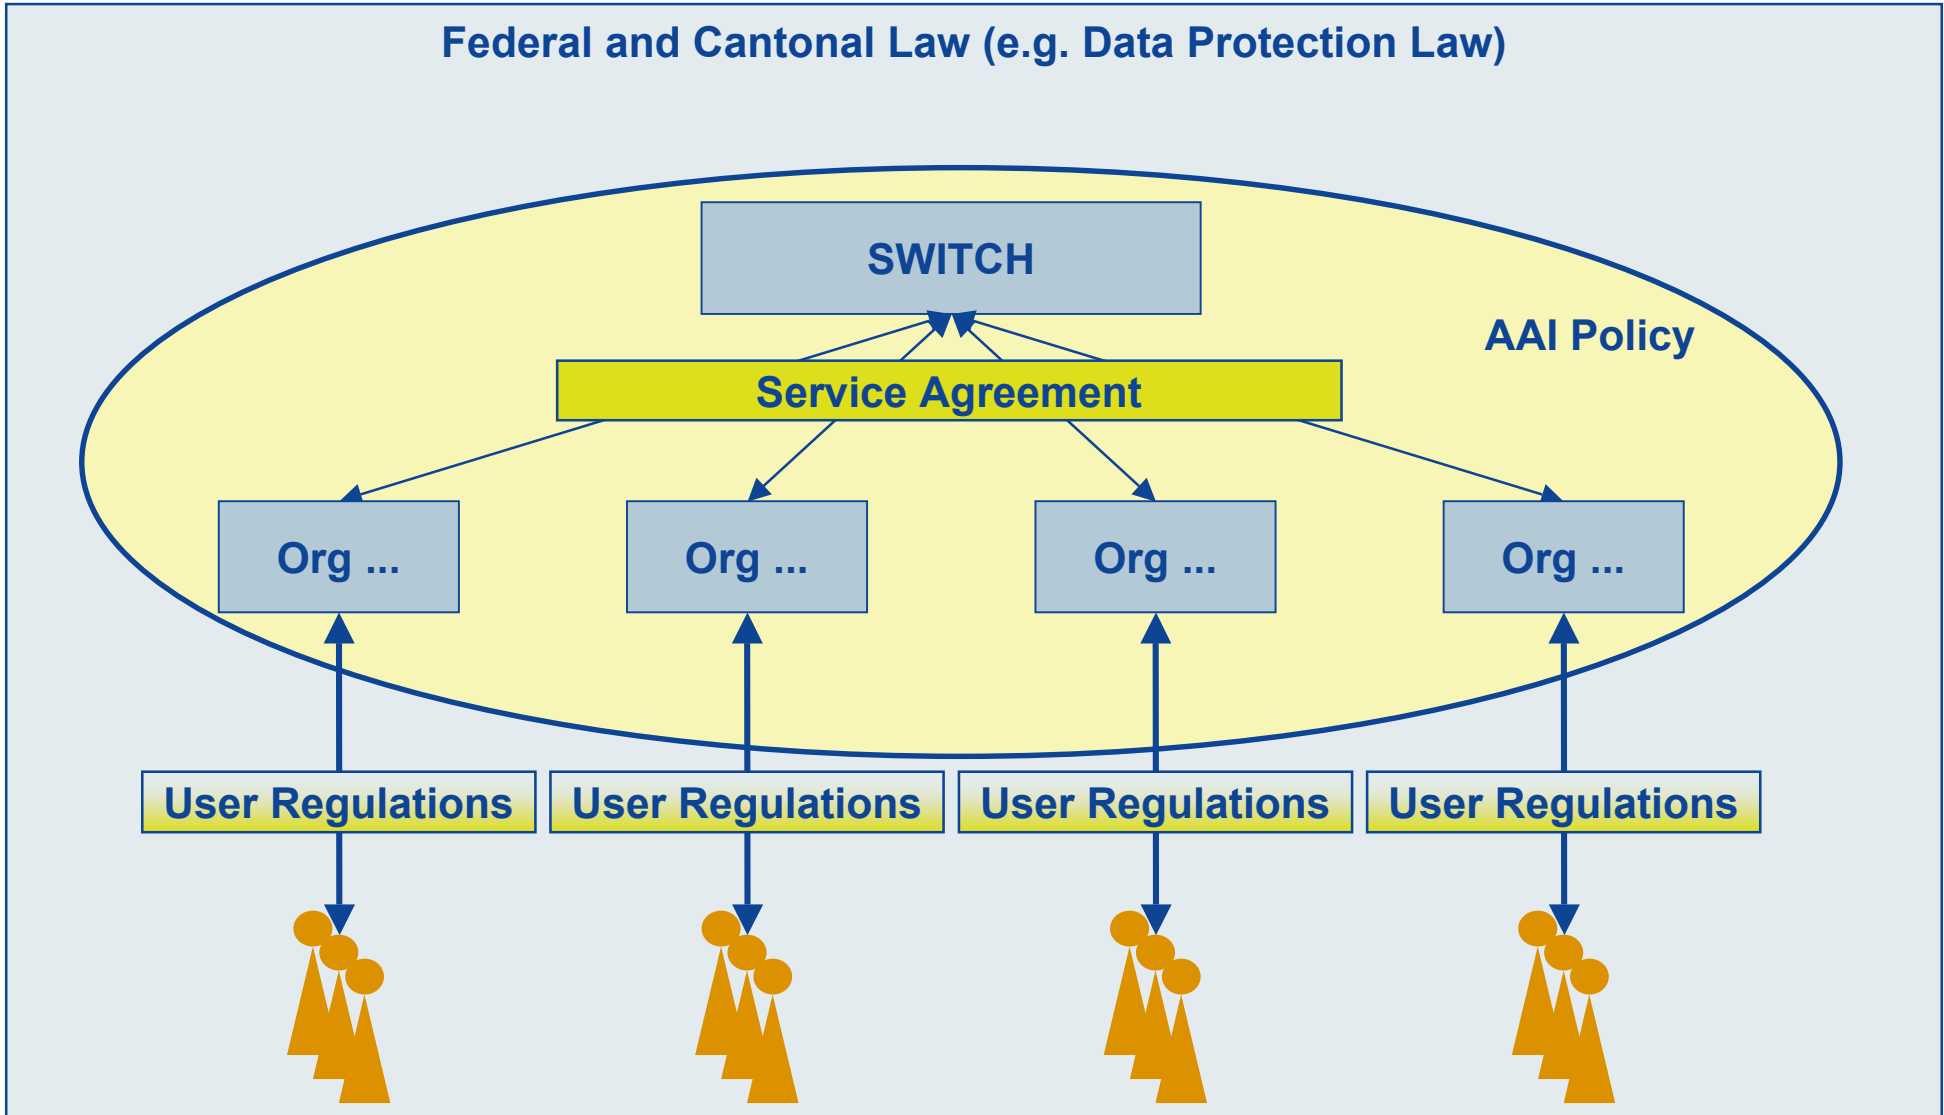 Federal and Cantonal Law (e.g. Data Protection Law)
SWITCH
AAI Policy
Service Agreement
Org ...
Org ...
Org ...
Org ...
User Regulations
User Regulations
User Regulations
User Regulations